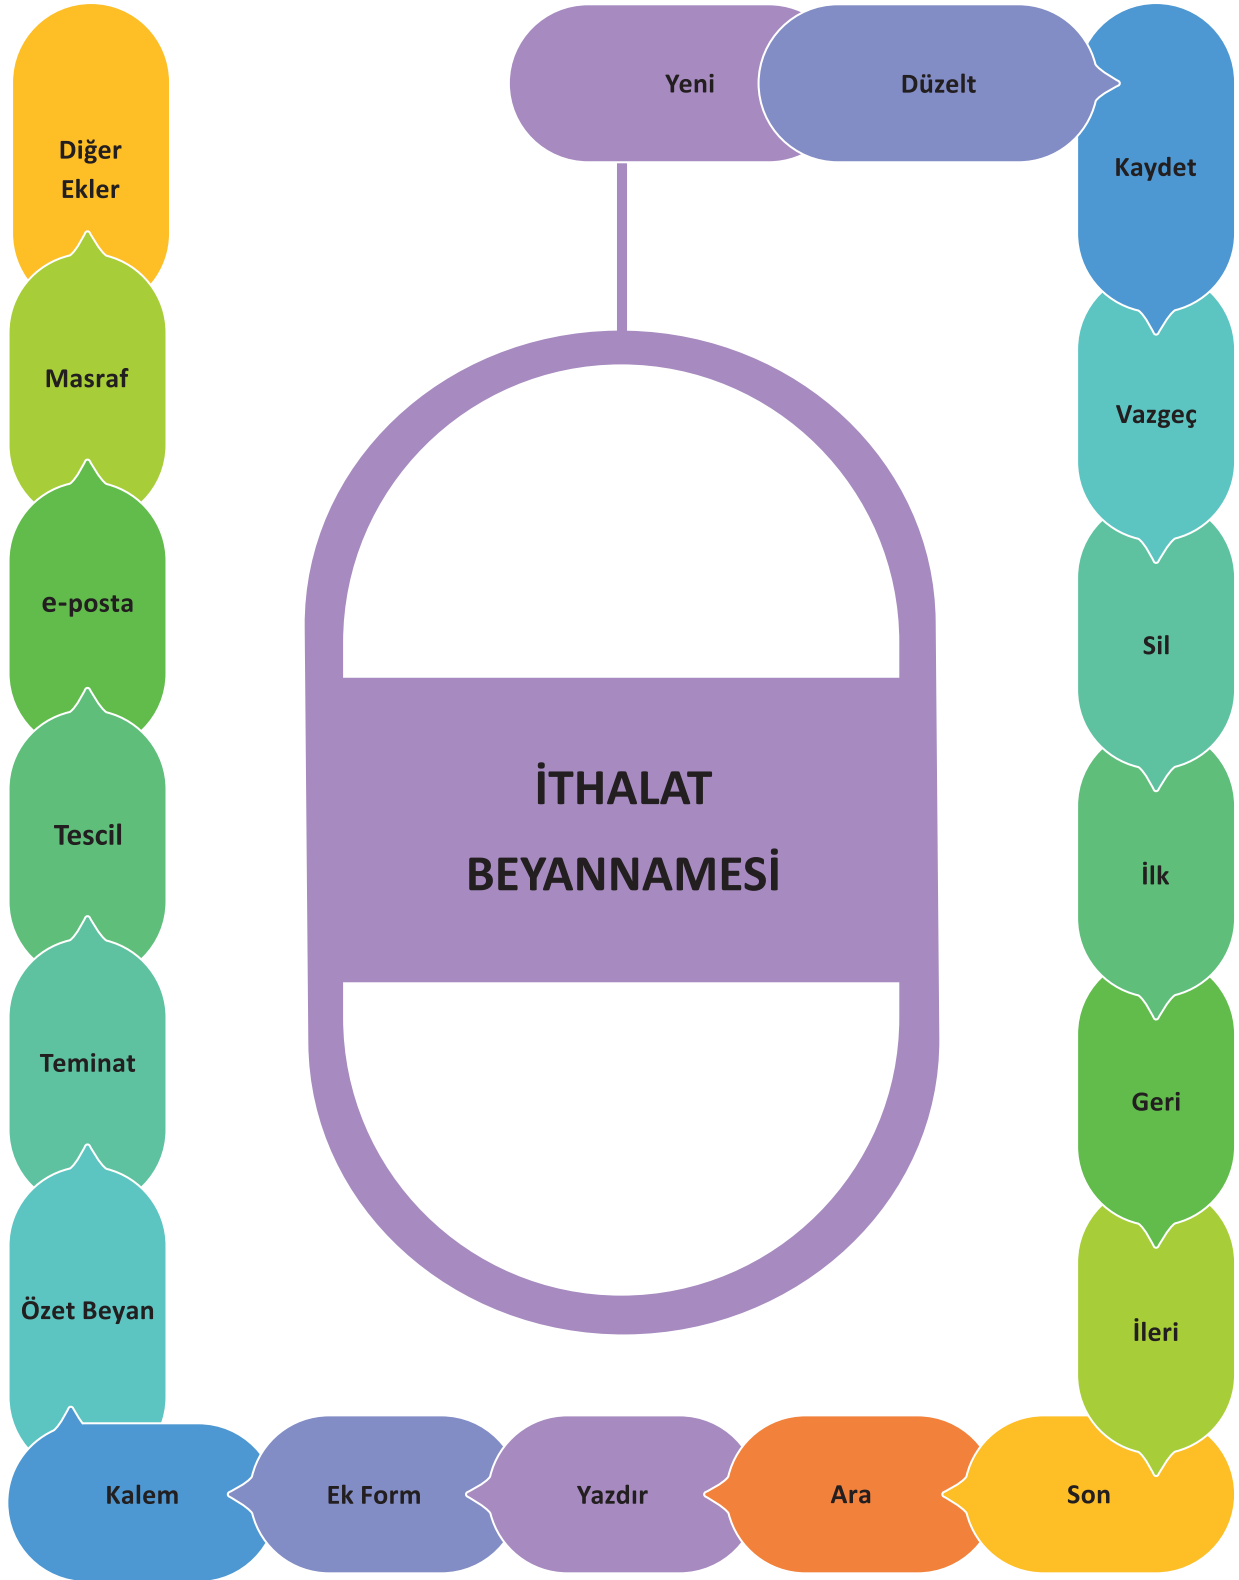 Yeni
Düzelt
Kaydet
Vazgeç
Sil
İlk
Geri
İleri
Son
Ara
Yazdır
Ek Form
Kalem
Özet Beyan
Teminat
Tescil
e-posta
Masraf
Diğer
Ekler
İTHALAT
BEYANNAMESİ